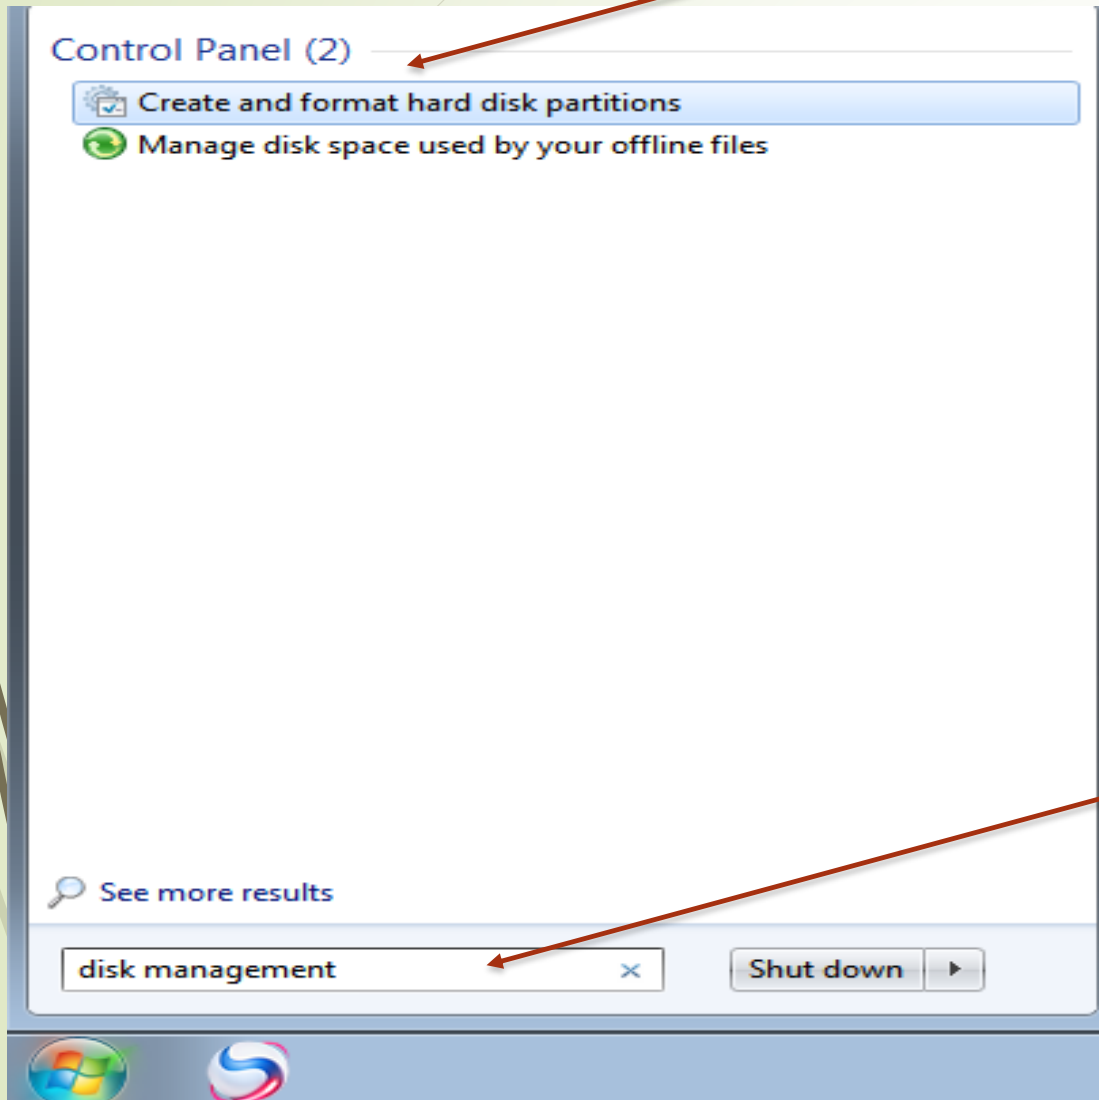 Control Panel (2)
Create and format hard disk partitions
Manage disk space used by your offline files
See more results
disk management
Shut down